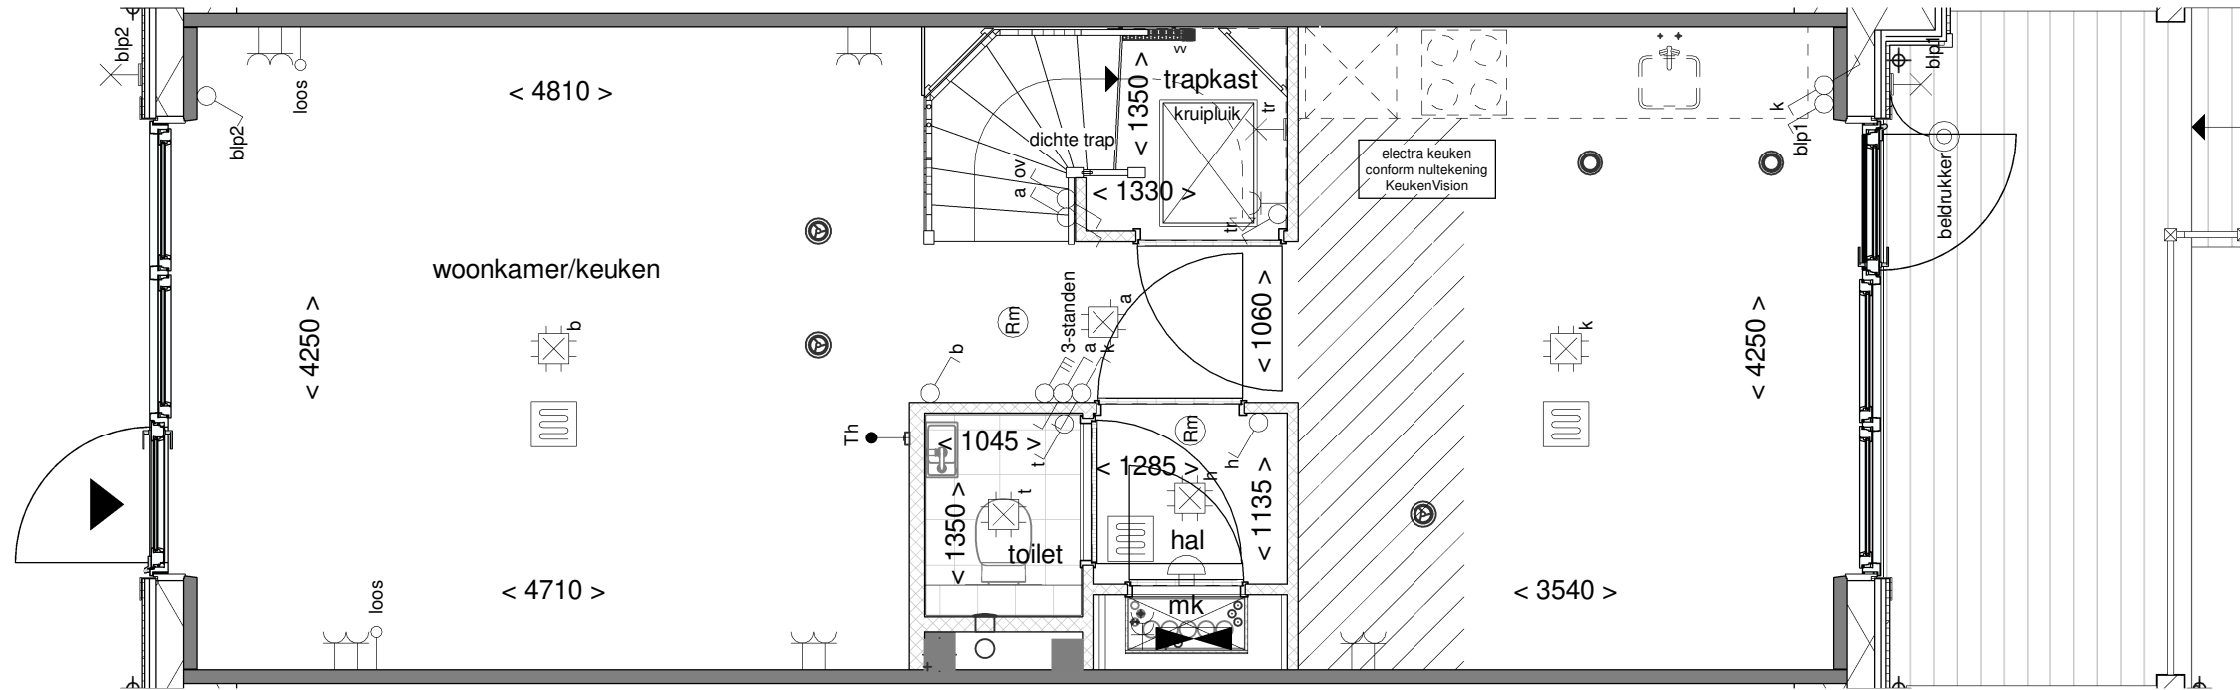 blp2
blp2
loos
< 4810 >
woonkamer/keuken
< 4250 >
b
< 4710 >
loos
Th
vv
trapkast
< 1350 >
kruipluik
tr
dichte trap
a ov
< 1330 >
tr
Rm
3-standen
a
a
k
b
< 1060 >
< 1045 >
t
t
< 1350 >
toilet
Rm
< 1285 >
h
h
< 1135 >
hal
mk
electra keuken
conform nultekening
KeukenVision
k
blp1
blp1
beldrukker
k
< 4250 >
< 3540 >